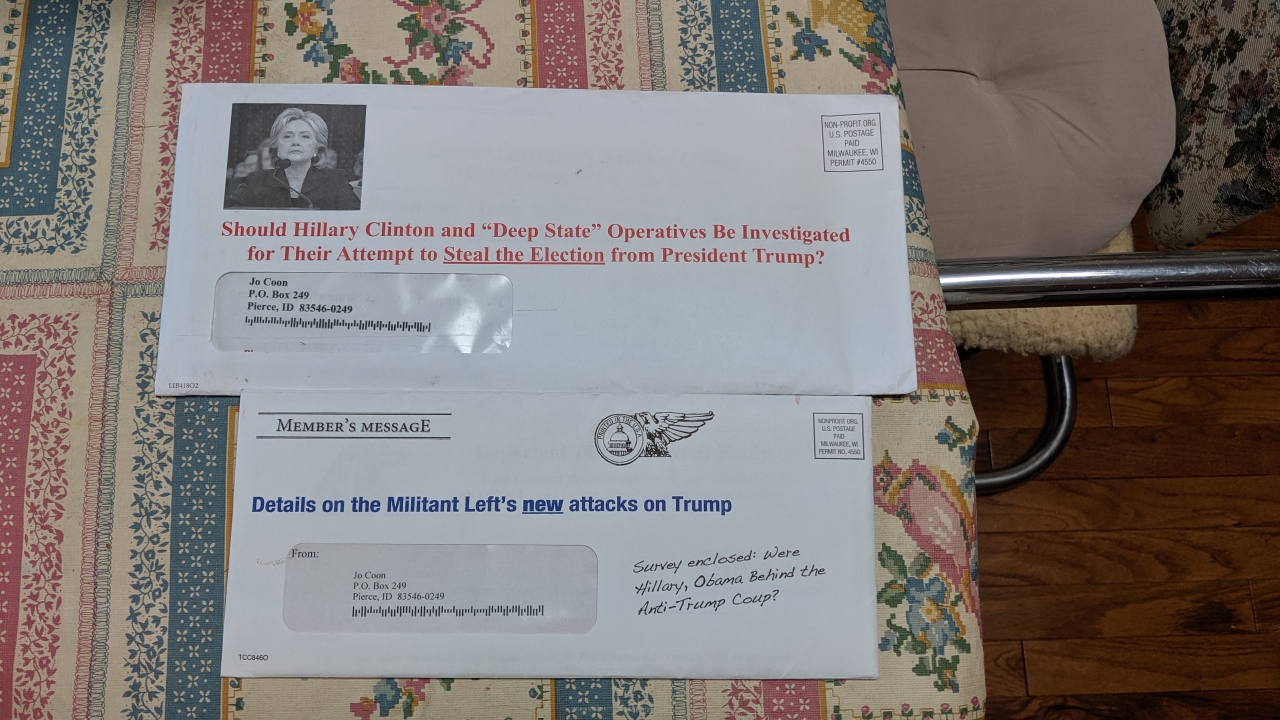 NON-PROFIT ORG.
U.S. POSTAGE
PAID
MILWAUKEE, WI
PERMIT #4550
Should Hillary Clinton and “Deep State” Operatives Be Investigated
for Their Attempt to Steal the Election from President Trump?
Jo Coon
P.O. Box 249
Pierce, ID 83546-0249
LIB418O2
MEMBER'S MESSAGE
PRINTED IN THE U.S.A.
NONPROFIT ORG.
U.S. POSTAGE
PAID
MILWAUKEE, WI
PERMIT NO. 4550
Details on the Militant Left's new attacks on Trump
From:
Jo Coon
P.O. Box 249
Pierce, ID 83546-0249
Survey enclosed: Were
Hillary, Obama Behind the
Anti-Trump Coup?
TCC846O